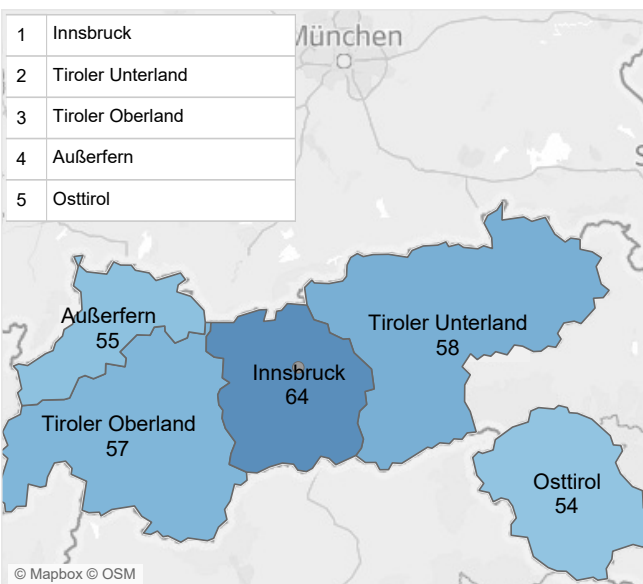 1 Innsbruck
2 Tiroler Unterland
3 Tiroler Oberland
4 Außerfern
5 Osttirol
München
Außerfern
55
Tiroler Unterland
58
Innsbruck
64
Tiroler Oberland
57
Osttirol
54
© Mapbox © OSM